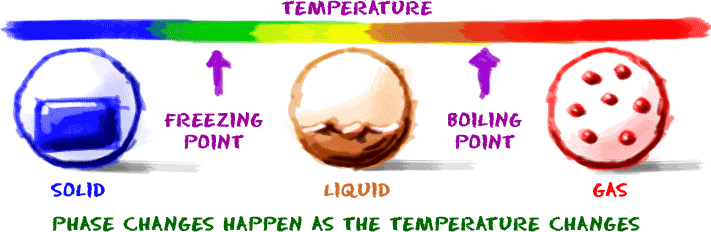 TEMPERATURE
FREEZING
POINT
BOILING
POINT
SOLID
LIQUID
GAS
PHASE CHANGES HAPPEN AS THE TEMPERATURE CHANGES